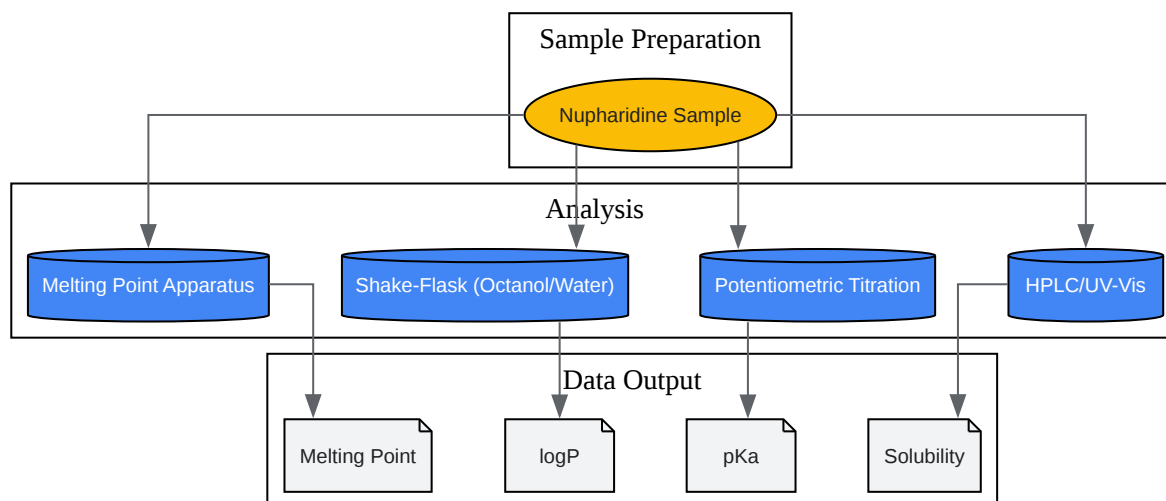 Sample Preparation
Nupharidine Sample
Analysis
Melting Point Apparatus
Shake-Flask (Octanol/Water)
Potentiometric Titration
HPLC/UV-Vis
Data Output
Melting Point
logP
pKa
Solubility